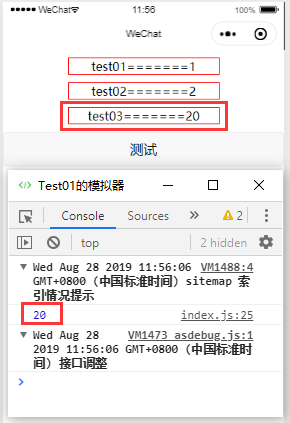 WeChat
11:56
100%
WeChat
test01=======1
test02=======2
test03=======20
测试
Test01的模拟器
Console
Sources
»
2
top
2 hidden
Wed Aug 28 2019 11:56:06 VM1488:4
GMT+0800 (中国标准时间) sitemap 索
引情况提示
20 index.js:25
Wed Aug 28 VM1473 asdebug.js:1
2019 11:56:06 GMT+0800 (中国标准时
间) 接口调整